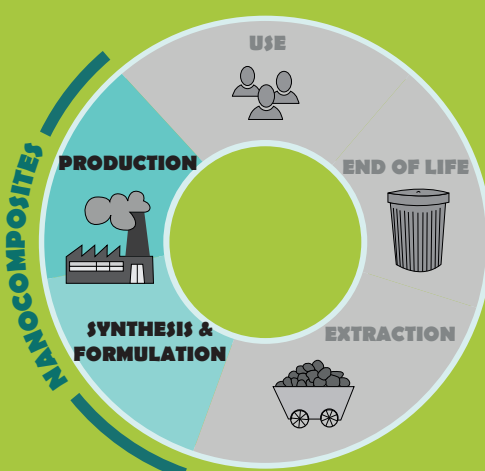 USE
PRODUCTION
END OF LIFE
NANOCOMPOSITES
SYNTHESIS &
FORMULATION
EXTRACTION